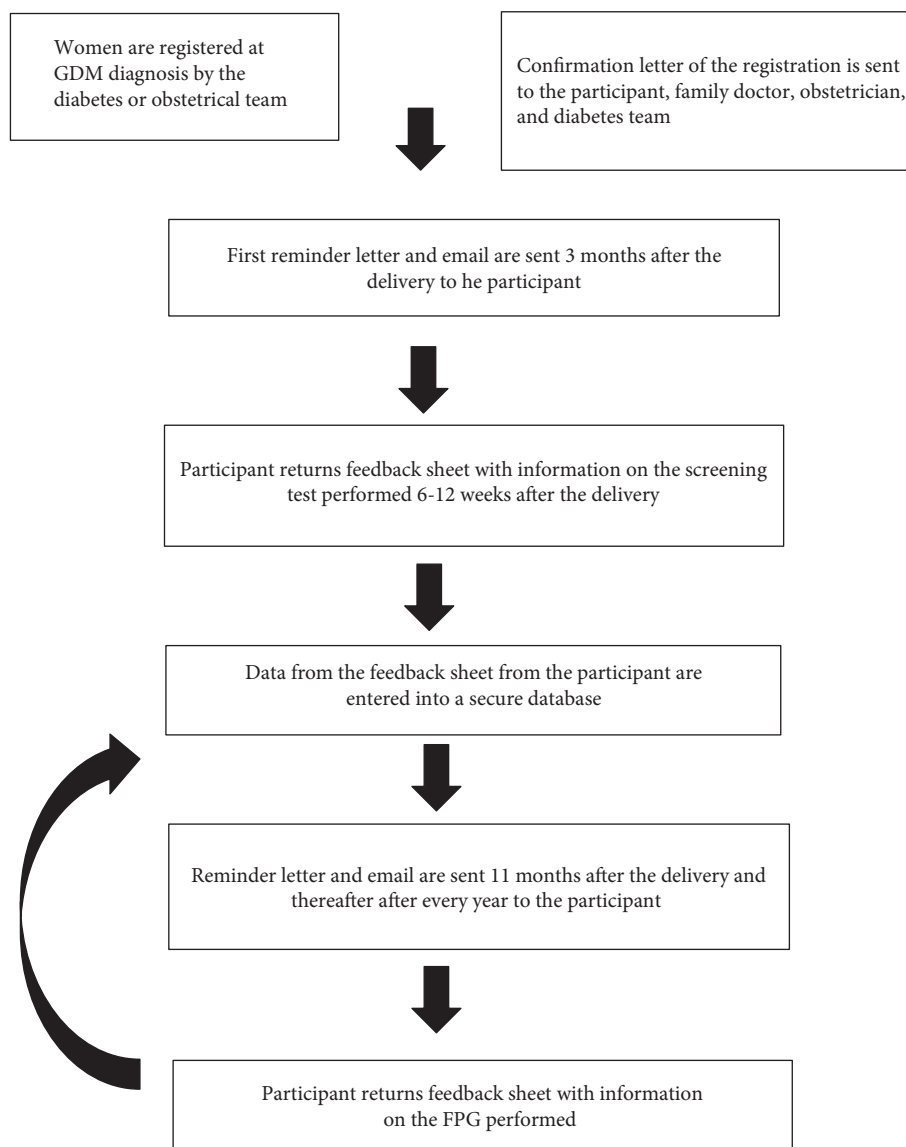 Women are registered at
GDM diagnosis by the
diabetes or obstetrical team
Confirmation letter of the registration is sent
to the participant, family doctor, obstetrician,
and diabetes team
First reminder letter and email are sent 3 months after the
delivery to he participant
Participant returns feedback sheet with information on the screening
test performed 6-12 weeks after the delivery
Data from the feedback sheet from the participant are
entered into a secure database
Reminder letter and email are sent 11 months after the delivery and
thereafter after every year to the participant
Participant returns feedback sheet with information
on the FPG performed